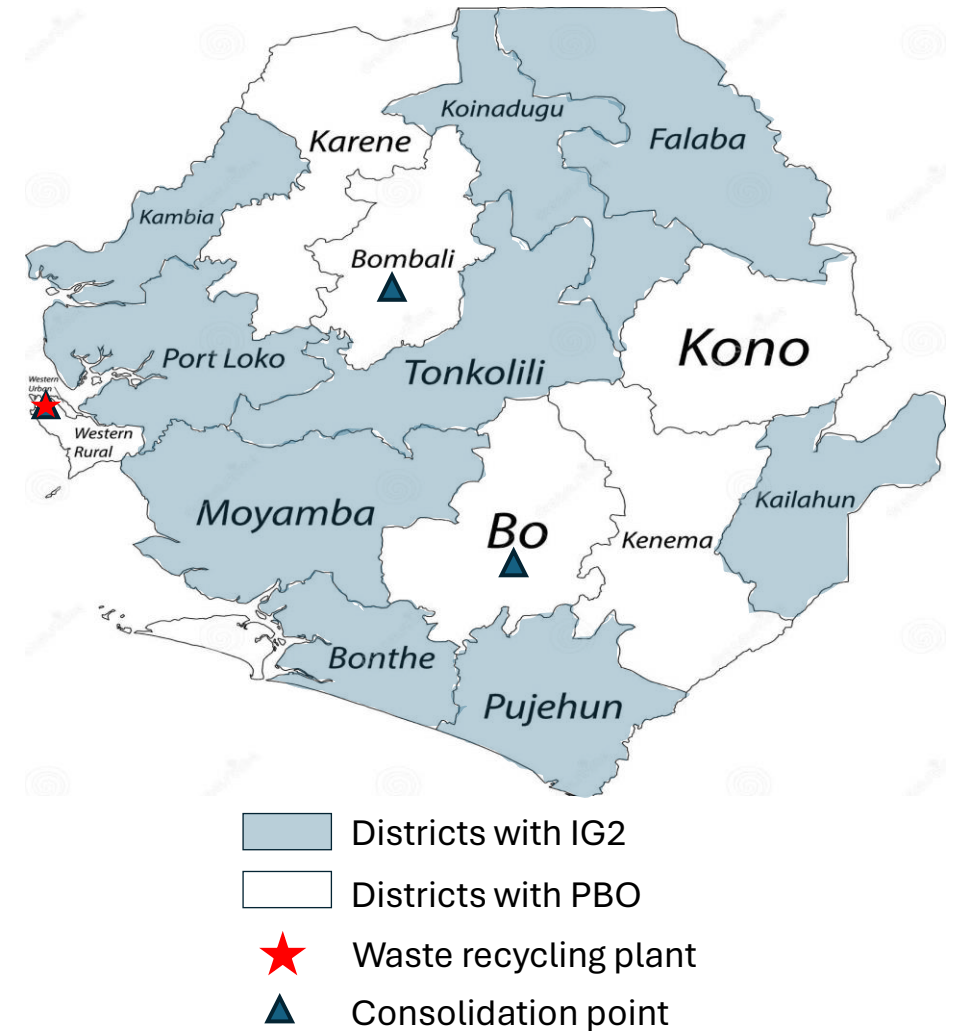 Koinadugu
Falaba
Karene
Kambia
Bombali
Kono
Port Loko
Tonkolili
Western
Urban
Western
Rural
Moyamba
Bo
Kenema
Kailahun
Bonthe
Pujehun
Districts with IG2
Districts with PBO
Waste recycling plant
Consolidation point